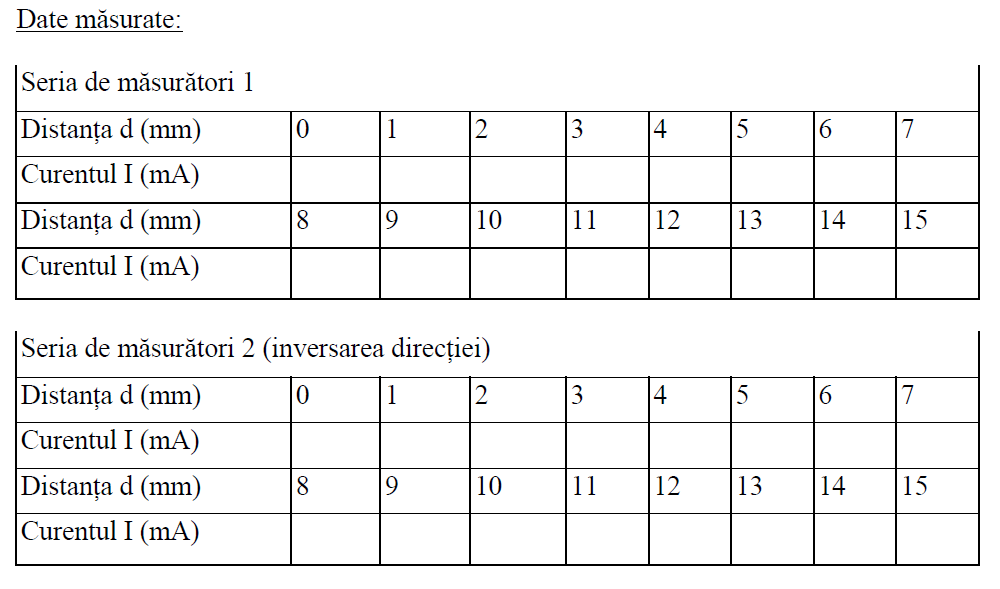 Date măsurate:
Seria de măsurători 1
Distanța d (mm) 0 1 2 3 4 5 6 7
Curentul I (mA)
Distanța d (mm) 8 9 10 11 12 13 14 15
Curentul I (mA)
Seria de măsurători 2 (inversarea direcției)
Distanța d (mm) 0 1 2 3 4 5 6 7
Curentul I (mA)
Distanța d (mm) 8 9 10 11 12 13 14 15
Curentul I (mA)